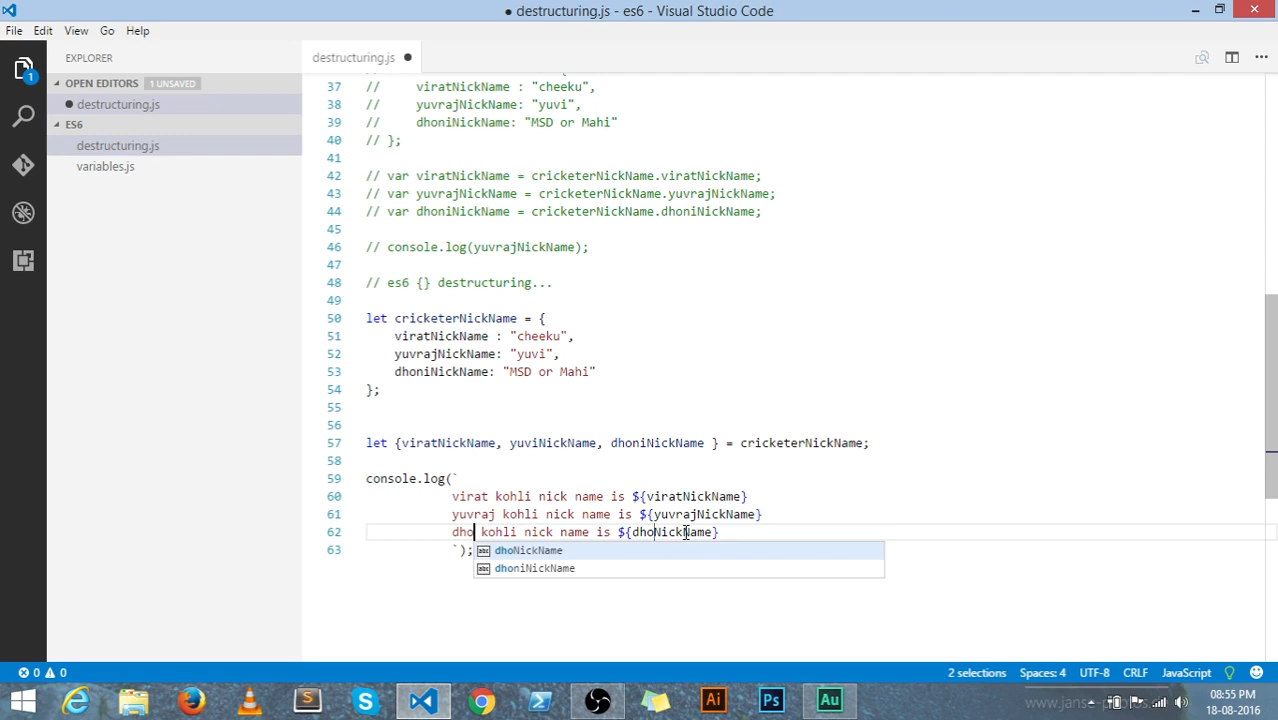 ● destructuring.js - es6 - Visual Studio Code
File Edit View Go Help
EXPLORER
OPEN EDITORS 1 UNSAVED
● destructuring.js
ES6
destructuring.js
variables.js
destructuring.js ●
37 // viratNickName : "cheeku",
38 // yuvrajNickName: "yuvi",
39 // dhoniNickName: "MSD or Mahi"
40 // };
41
42 // var viratNickName = cricketerNickName.viratNickName;
43 // var yuvrajNickName = cricketerNickName.yuvrajNickName;
44 // var dhoniNickName = cricketerNickName.dhoniNickName;
45
46 // console.log(yuvrajNickName);
47
48 // es6 {} destructuring...
49
50 let cricketerNickName = {
51 viratNickName : "cheeku",
52 yuvrajNickName: "yuvi",
53 dhoniNickName: "MSD or Mahi"
54 };
55
56
57 let {viratNickName, yuviNickName, dhoniNickName } = cricketerNickName;
58
59 console.log(`
60 virat kohli nick name is ${viratNickName}
61 yuvraj kohli nick name is ${yuvrajNickName}
62 dho kohli nick name is ${dhoNickName}
63 `);
abc dhoNickName
abc dhoniNickName
1
0 0
2 selections Spaces: 4 UTF-8 CRLF JavaScript
S
Ai
Ps
Au
08:55 PM
18-08-2016